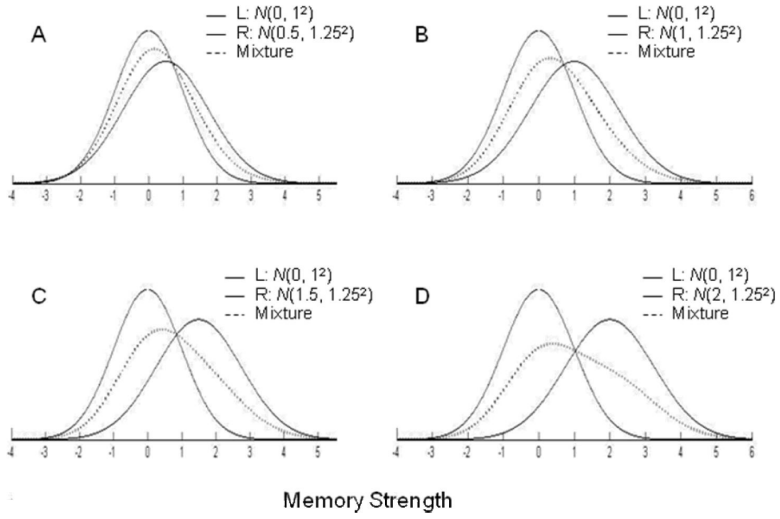 A
L: N(0, 1²)
R: N(0.5, 1.25²)
Mixture
-4 -3 -2 -1 0 1 2 3 4 5
B
L: N(0, 1²)
R: N(1, 1.25²)
Mixture
-4 -3 -2 -1 0 1 2 3 4 5 6
C
L: N(0, 1²)
R: N(1.5, 1.25²)
Mixture
-4 -3 -2 -1 0 1 2 3 4 5
D
L: N(0, 1²)
R: N(2, 1.25²)
Mixture
-4 -3 -2 -1 0 1 2 3 4 5 6
Memory Strength